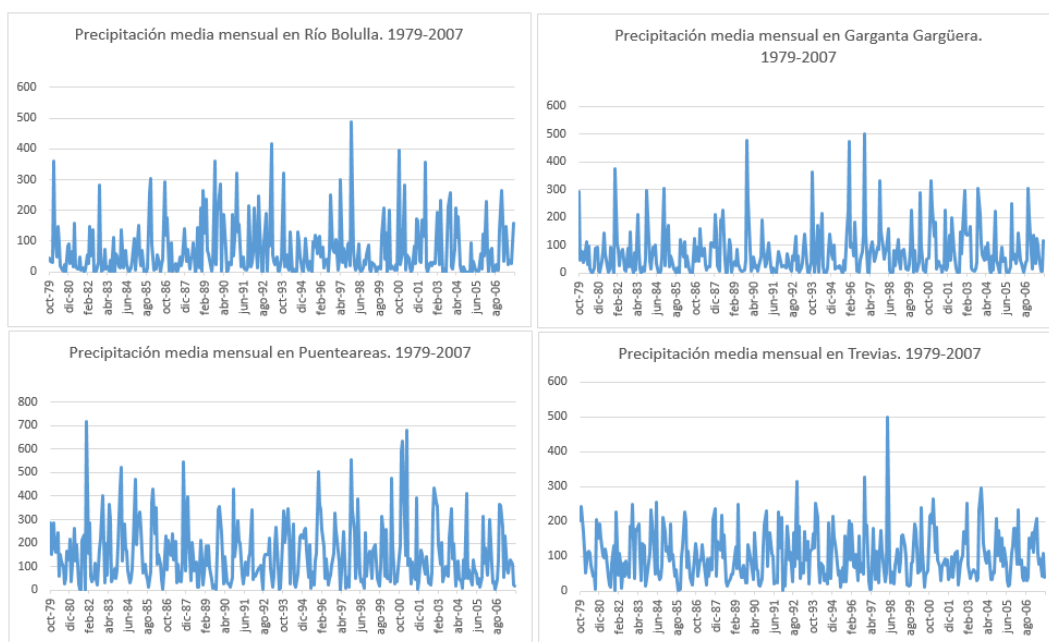 Precipitación media mensual en Río Bolulla. 1979-2007
600
500
400
300
200
100
0
oct-79
dic-80
feb-82
abr-83
jun-84
ago-85
oct-86
dic-87
feb-89
abr-90
jun-91
ago-92
oct-93
dic-94
feb-96
abr-97
jun-98
ago-99
oct-00
dic-01
feb-03
abr-04
jun-05
ago-06
Precipitación media mensual en Garganta Gargüera.
1979-2007
600
500
400
300
200
100
0
oct-79
dic-80
feb-82
abr-83
jun-84
ago-85
oct-86
dic-87
feb-89
abr-90
jun-91
ago-92
oct-93
dic-94
feb-96
abr-97
jun-98
ago-99
oct-00
dic-01
feb-03
abr-04
jun-05
ago-06
Precipitación media mensual en Puenteareas. 1979-2007
800
700
600
500
400
300
200
100
0
oct-79
dic-80
feb-82
abr-83
jun-84
ago-85
oct-86
dic-87
feb-89
abr-90
jun-91
ago-92
oct-93
dic-94
feb-96
abr-97
jun-98
ago-99
oct-00
dic-01
feb-03
abr-04
jun-05
ago-06
Precipitación media mensual en Trevias. 1979-2007
600
500
400
300
200
100
0
oct-79
dic-80
feb-82
abr-83
jun-84
ago-85
oct-86
dic-87
feb-89
abr-90
jun-91
ago-92
oct-93
dic-94
feb-96
abr-97
jun-98
ago-99
oct-00
dic-01
feb-03
abr-04
jun-05
ago-06